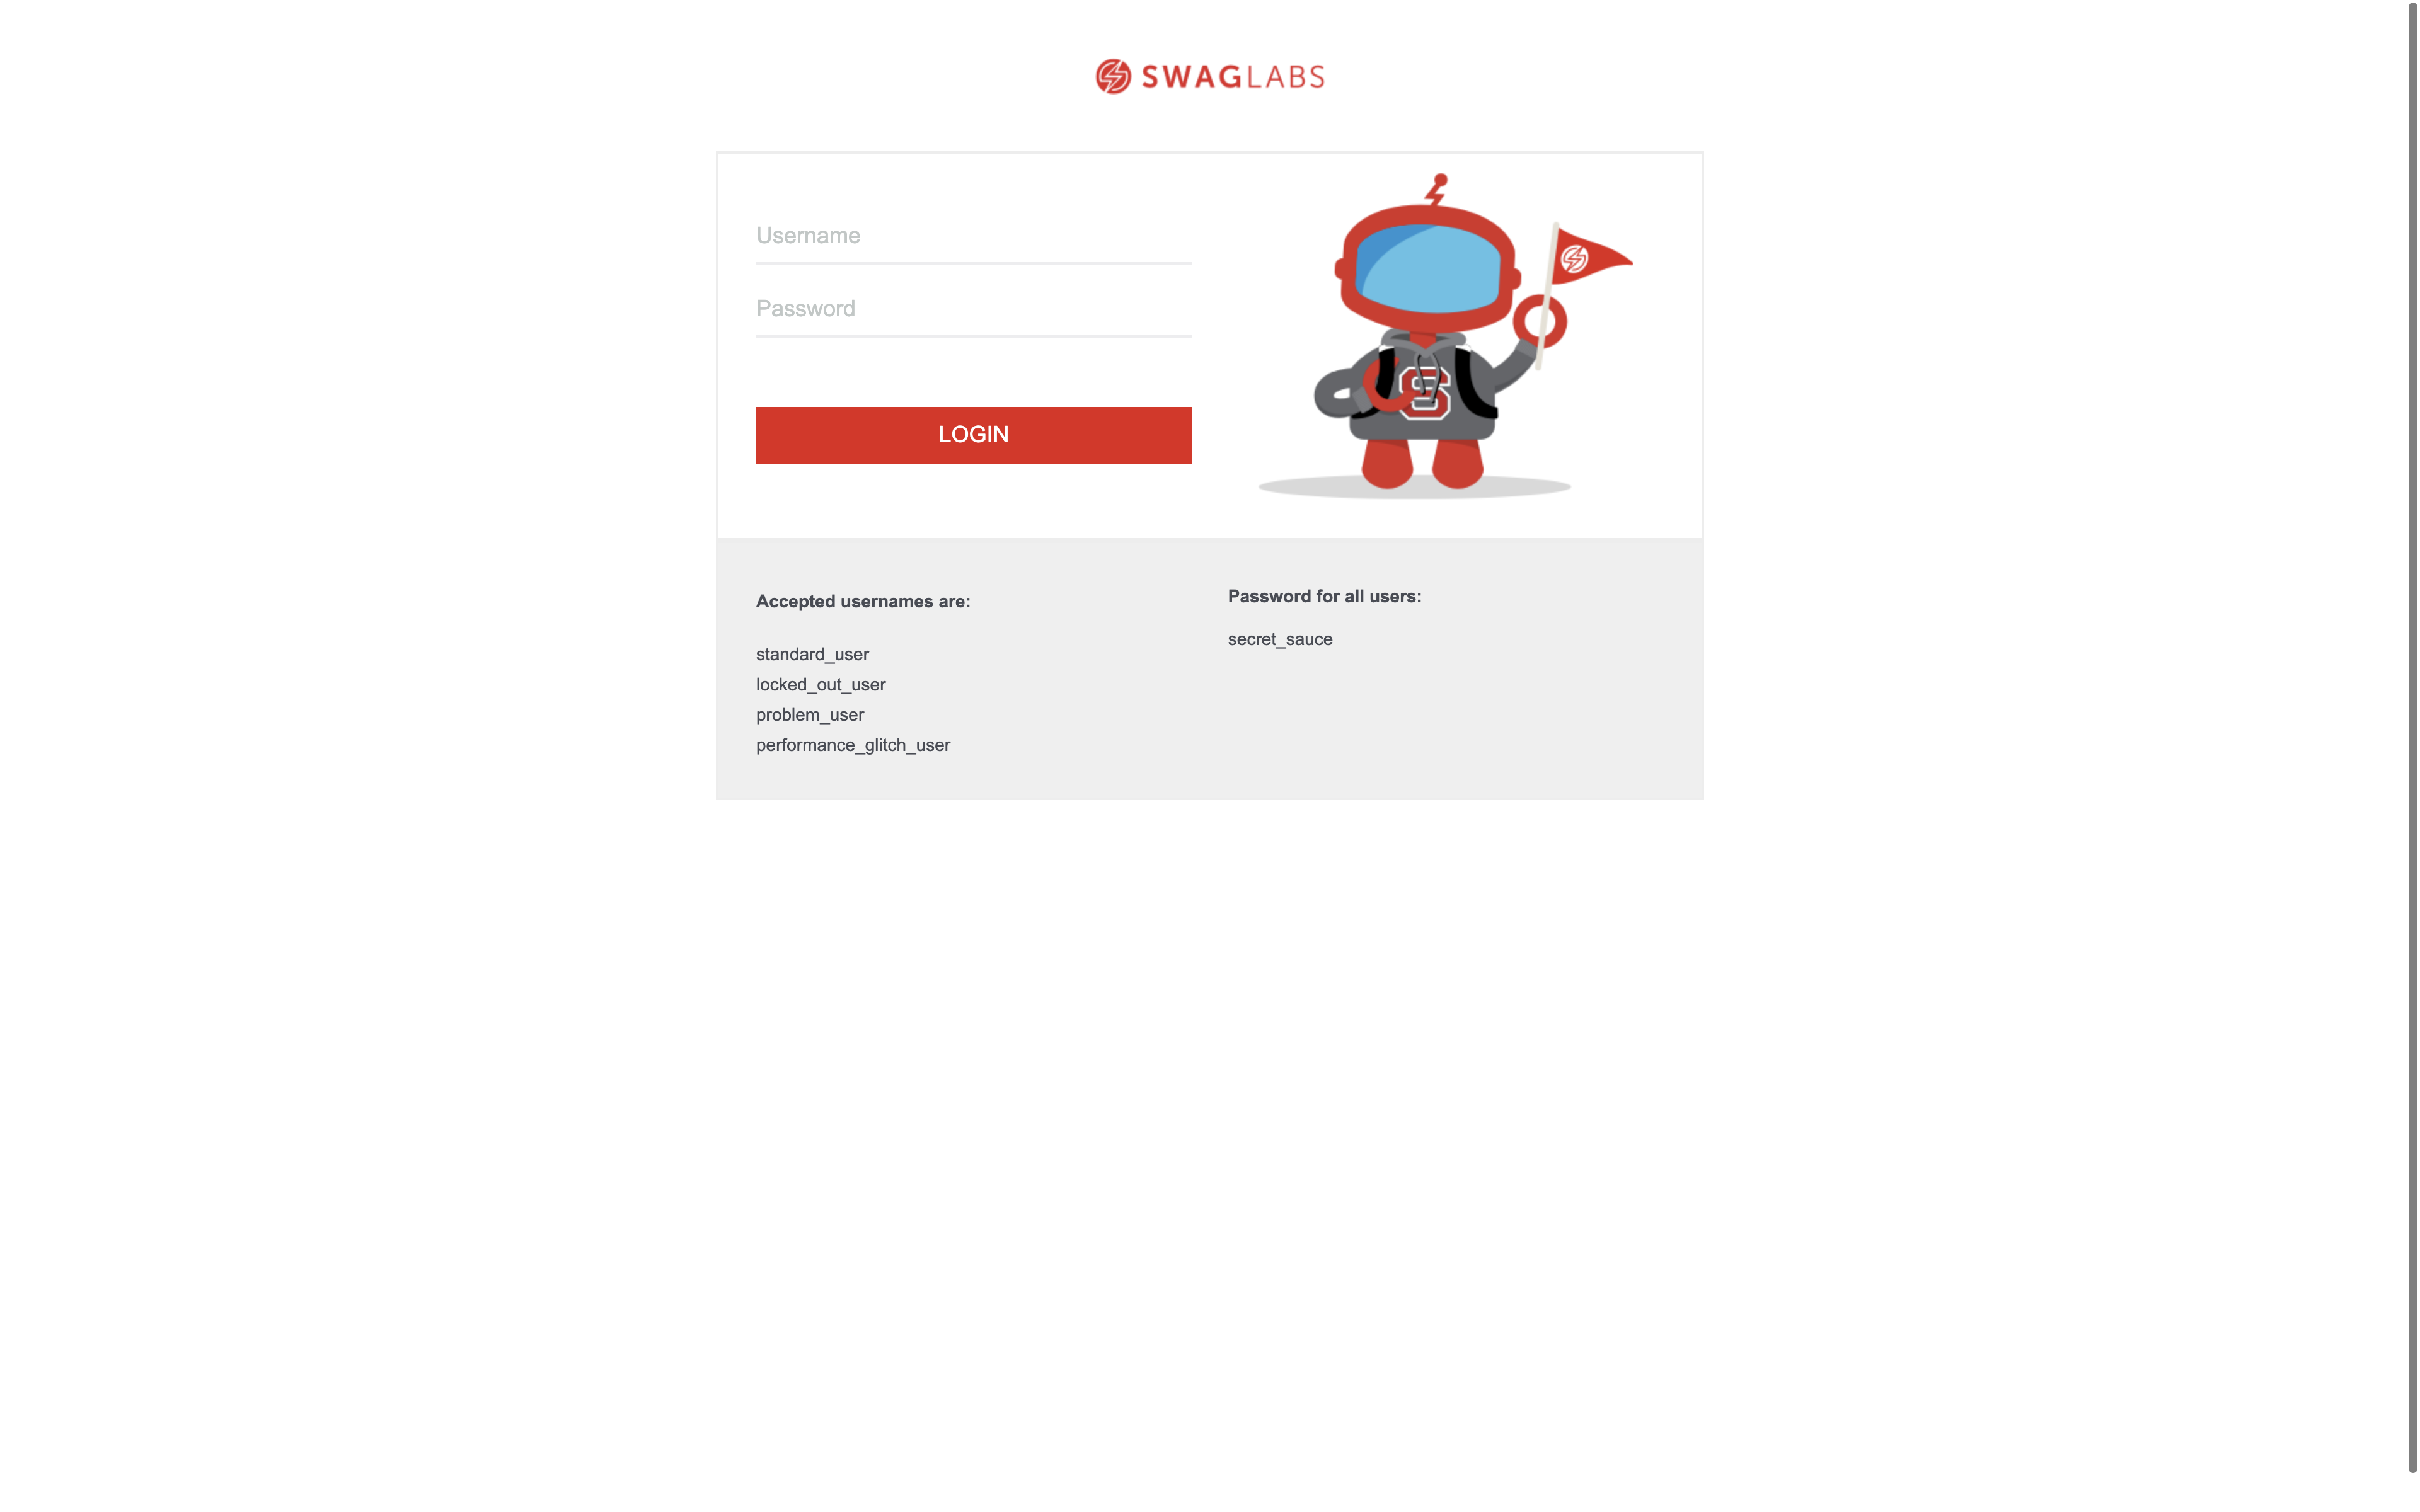 SWAGLABS
Username
Password
LOGIN
S
Accepted usernames are:
standard_user
locked_out_user
problem_user
performance_glitch_user
Password for all users:
secret_sauce